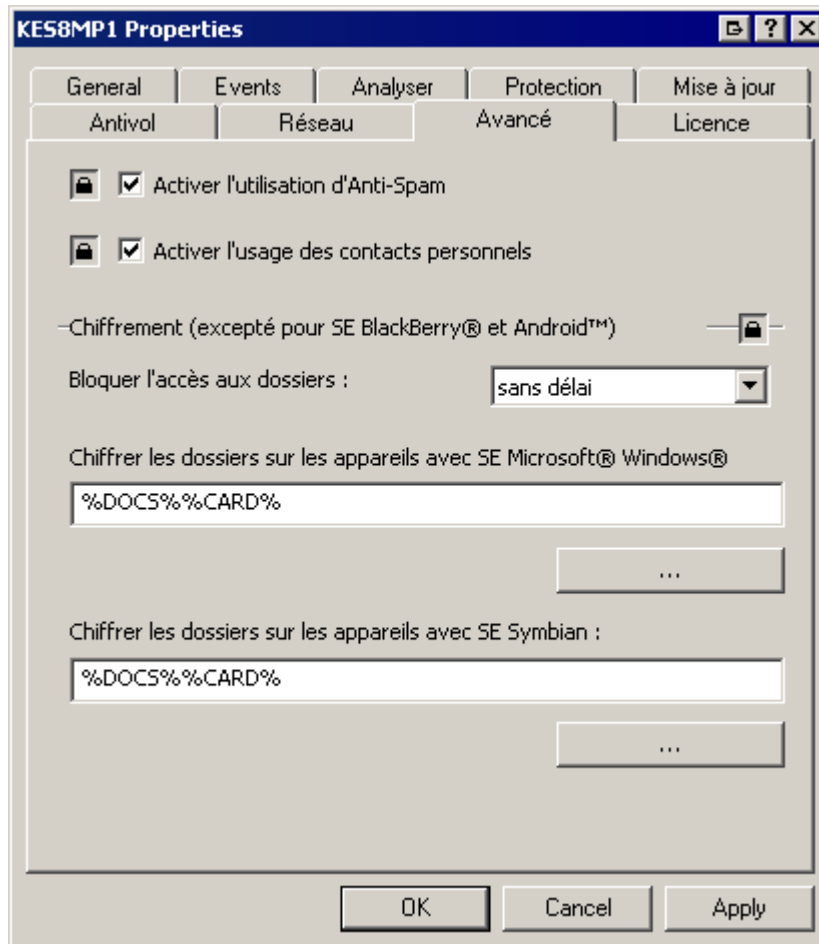 KES8MP1 Properties
General Events Analyser Protection Mise à jour
Antivol Réseau Avancé Licence
Activer l'utilisation d'Anti-Spam
Activer l'usage des contacts personnels
Chiffrement (excepté pour SE BlackBerry® et Android™)
Bloquer l'accès aux dossiers : sans délai
Chiffrer les dossiers sur les appareils avec SE Microsoft® Windows®
%DOCS%%CARD%
...
Chiffrer les dossiers sur les appareils avec SE Symbian :
%DOCS%%CARD%
...
OK Cancel Apply